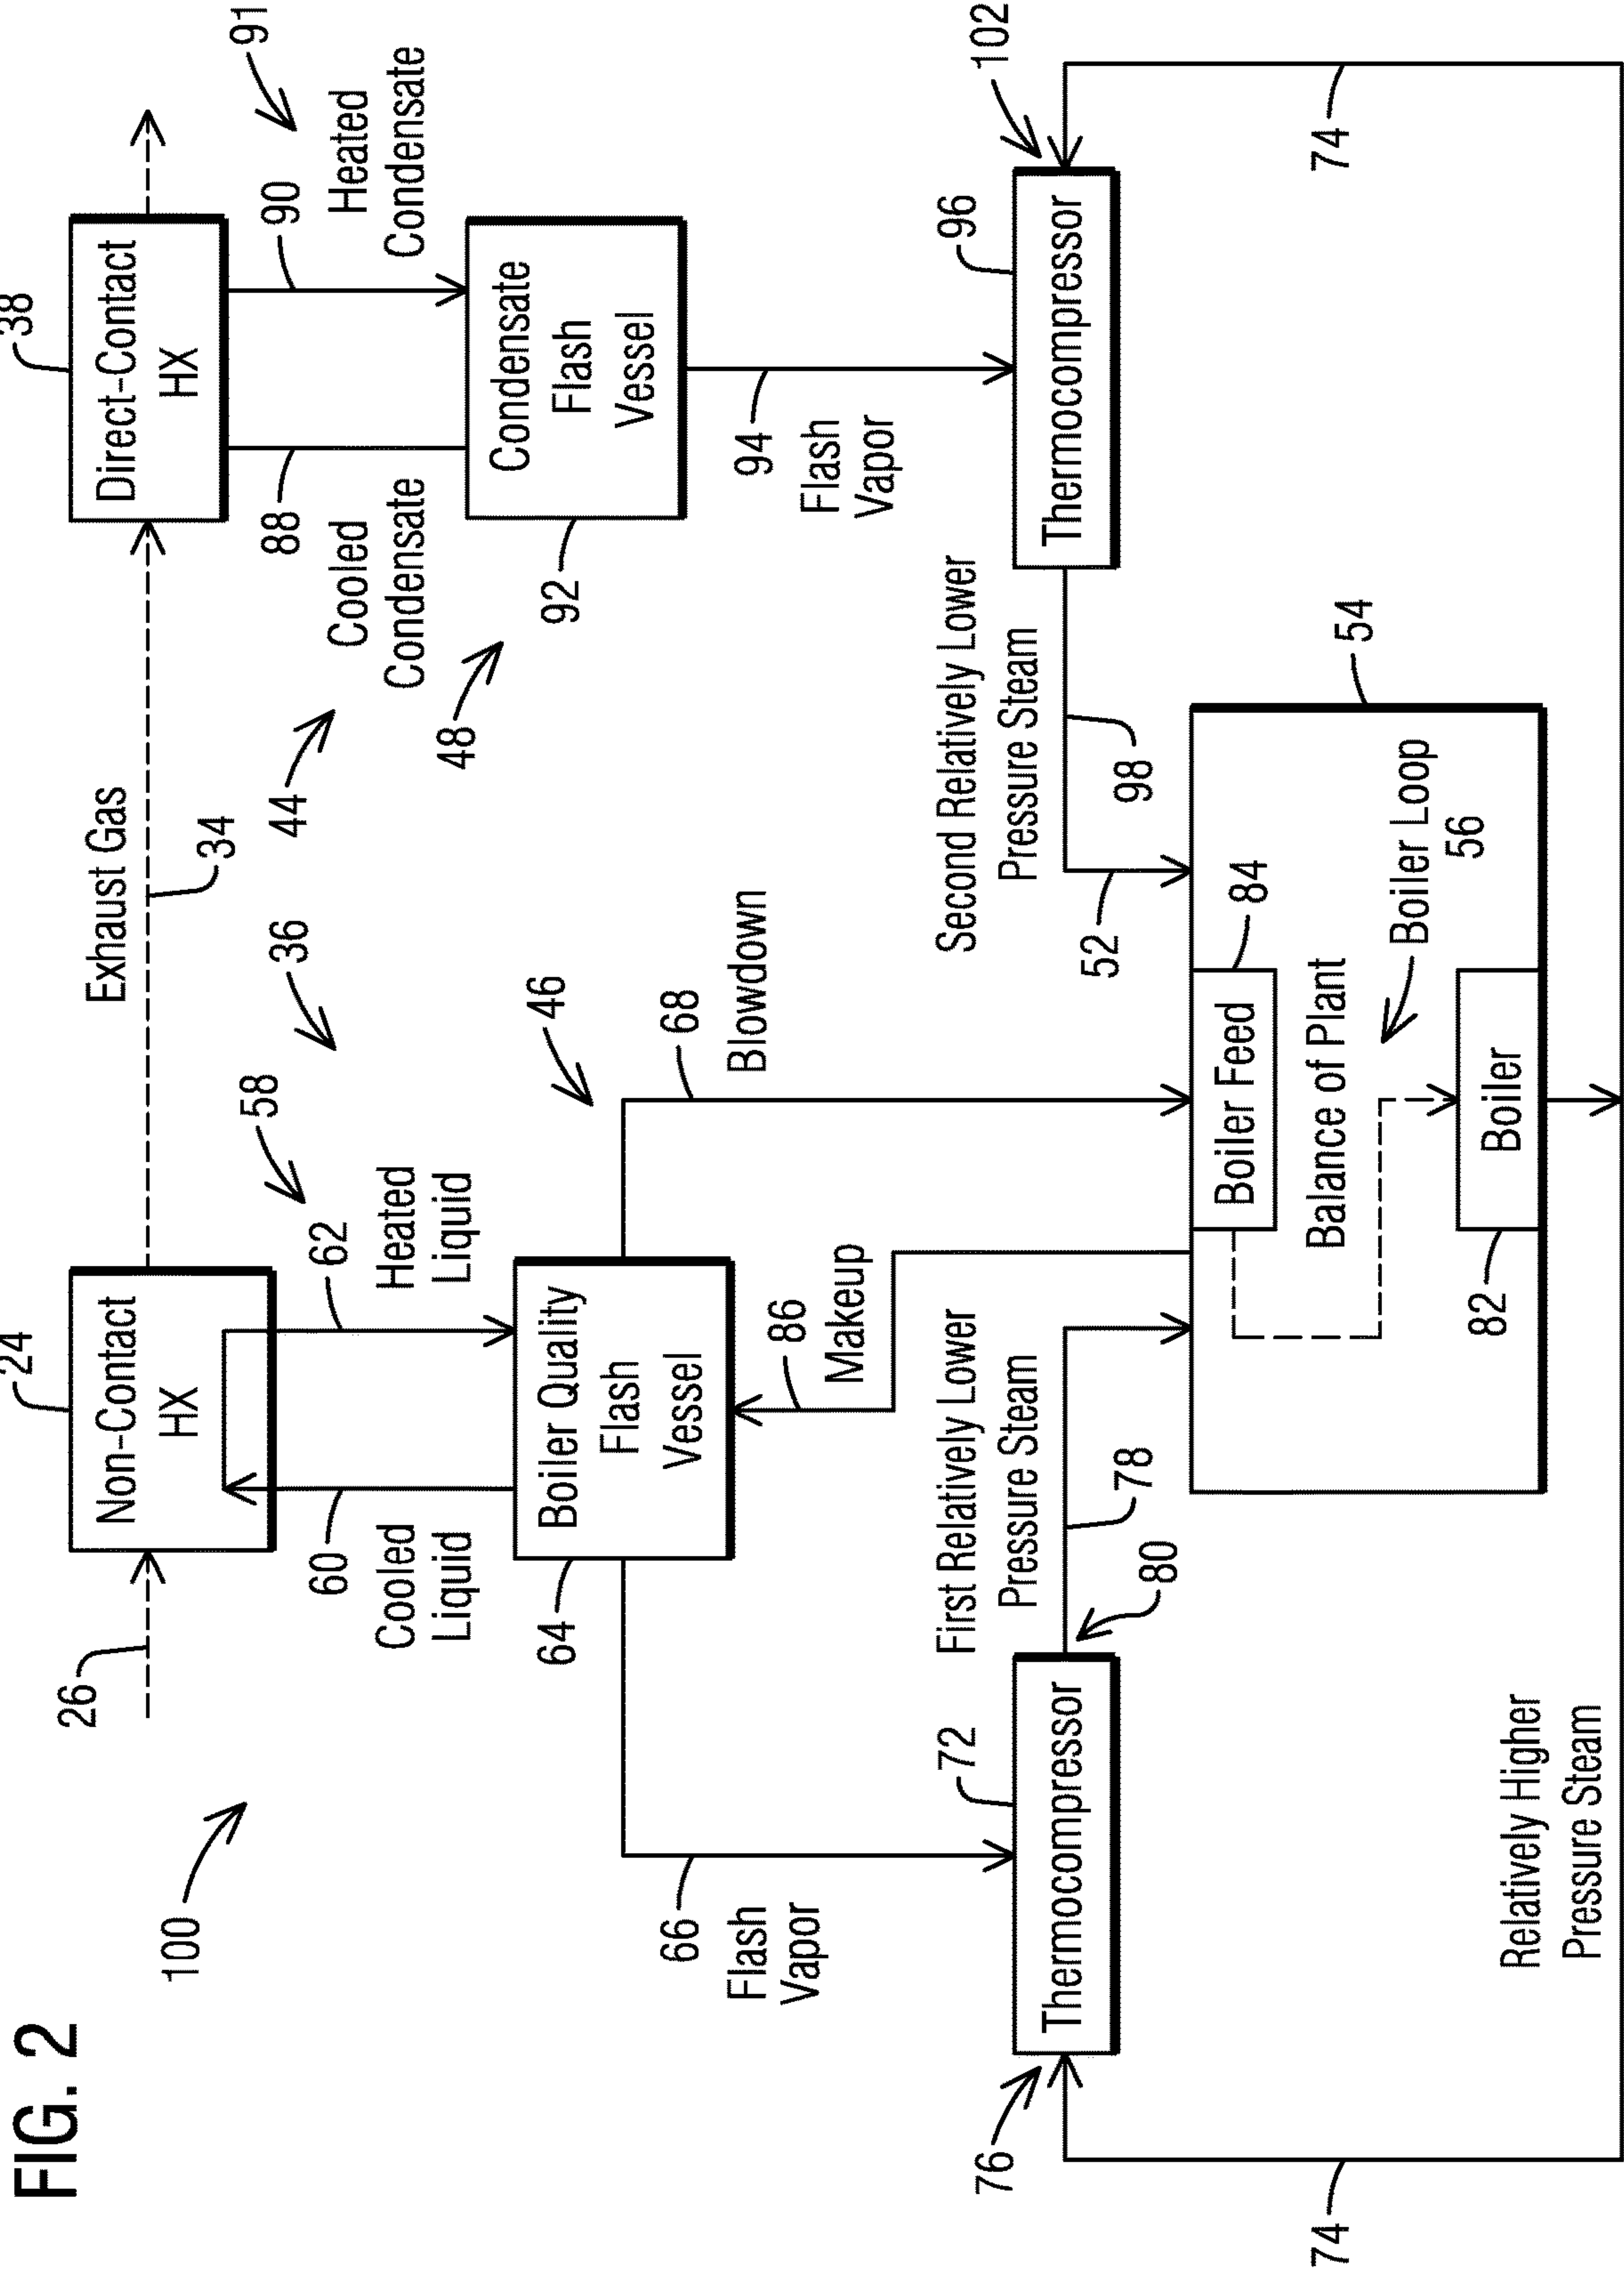 FIG. 2
100
26
24
Non-Contact
HX
Exhaust Gas
34
38
Direct-Contact
HX
60
Cooled
Liquid
62
Heated
Liquid
58
36
44
88
Cooled
Condensate
90
Heated
Condensate
91
64
Boiler Quality
Flash
Vessel
46
48
92
Condensate
Flash
Vessel
66
Flash
Vapor
86
Makeup
68
Blowdown
94
Flash
Vapor
76
72
Thermocompressor
First Relatively Lower
Pressure Steam
80
78
Second Relatively Lower
Pressure Steam
52
98
96
Thermocompressor
102
Boiler Feed
84
Balance of Plant
Boiler Loop
56
54
82
Boiler
74
Relatively Higher
Pressure Steam
74